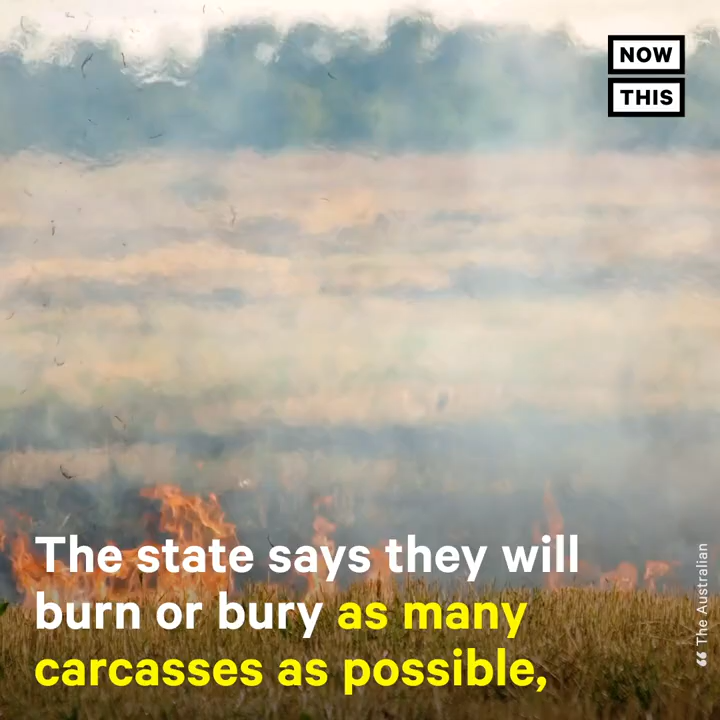 NOW
THIS
The state says they will
burn or bury as many
carcasses as possible,
❝ The Australian